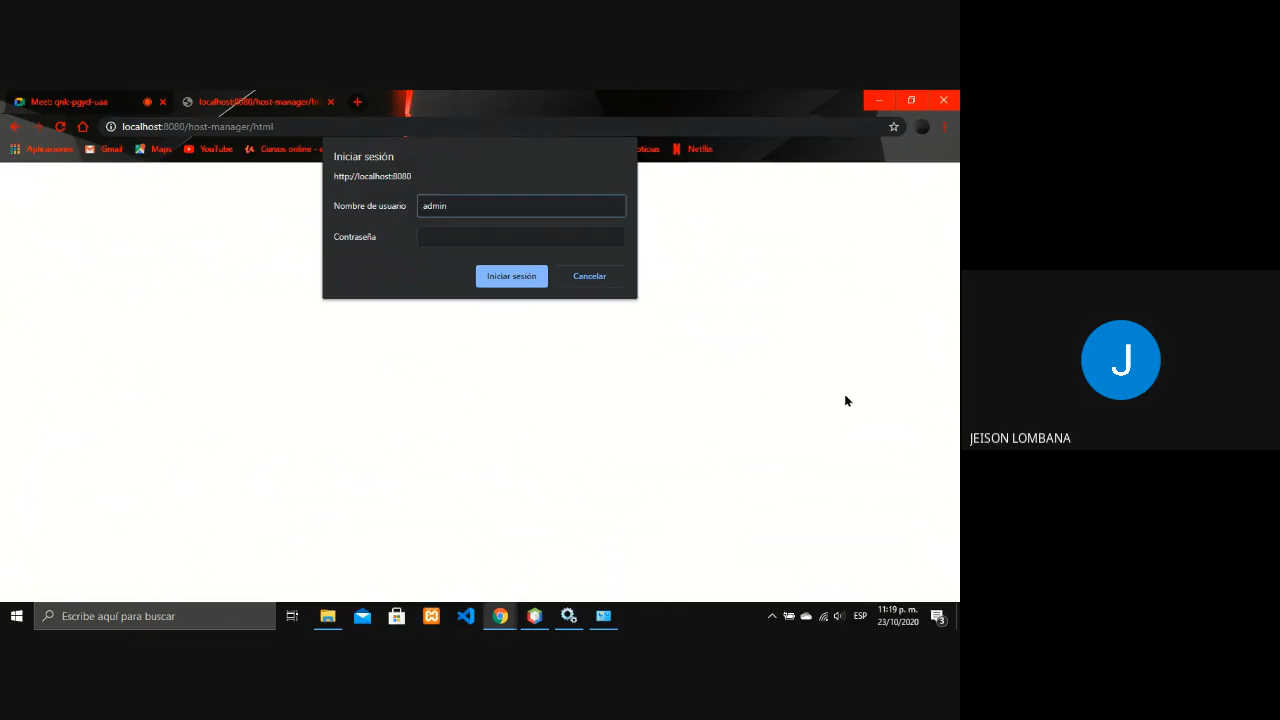 Meet: qnk-pgyd-uaa
localhost:8080/host-manager/h
localhost:8080/host-manager/html
Aplicaciones Gmail Maps YouTube Cursos online - Netflix
Iniciar sesión
http://localhost:8080
Nombre de usuario admin
Contraseña
Iniciar sesión Cancelar
J
JEISON LOMBANA
Escribe aquí para buscar
ESP
11:19 p. m.
23/10/2020
3